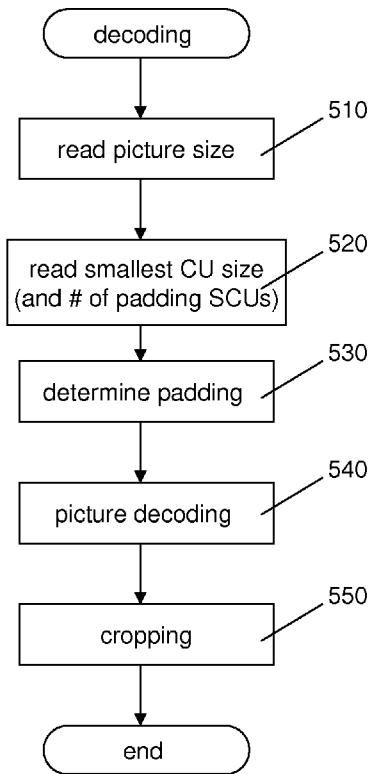 decoding
510
read picture size
520
read smallest CU size
(and # of padding SCUs)
530
determine padding
540
picture decoding
550
cropping
end